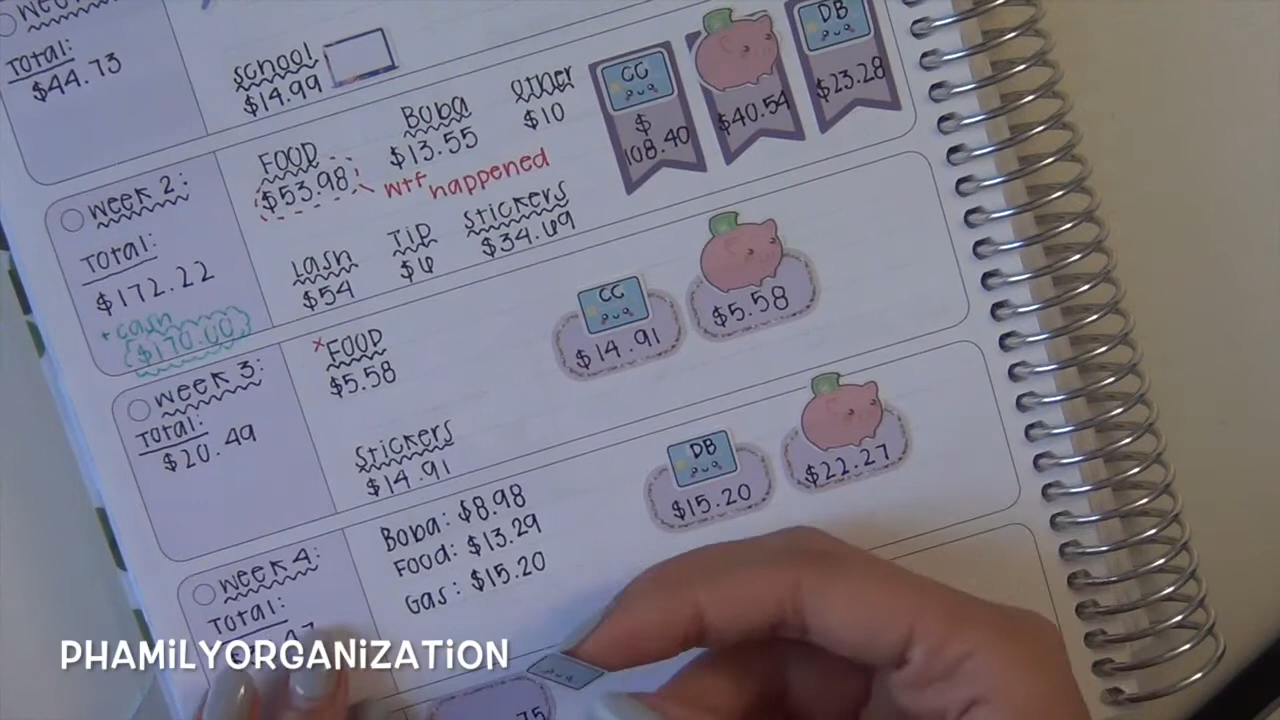 Total:
$44.73
school
$14.99
week 2:
Total:
$172.22
+ cash
$170.00
FOOD
$53.98
Boba
$13.55
other
$10
wtf happened
cash
$54
Tip
$6
stickers
$34.69
CC
$
108.40
$40.54
DB
$23.28
week 3:
Total:
$20.49
x FOOD
$5.58
stickers
$14.91
CC
$14.91
$5.58
week 4:
Total:
Boba: $8.98
Food: $13.29
Gas: $15.20
DB
$15.20
$22.27
PHAMiLYORGANiZATiON